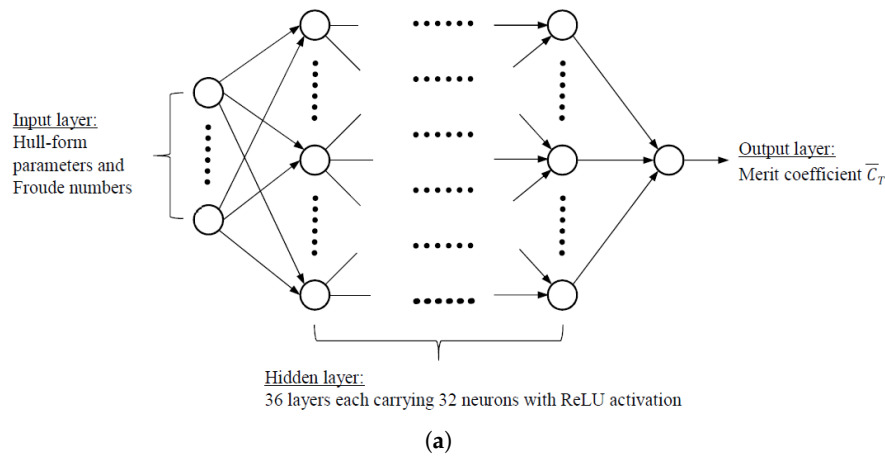 Input layer:
Hull-form
parameters and
Froude numbers
Output layer:
Merit coefficient C̅_T
Hidden layer:
36 layers each carrying 32 neurons with ReLU activation
(a)